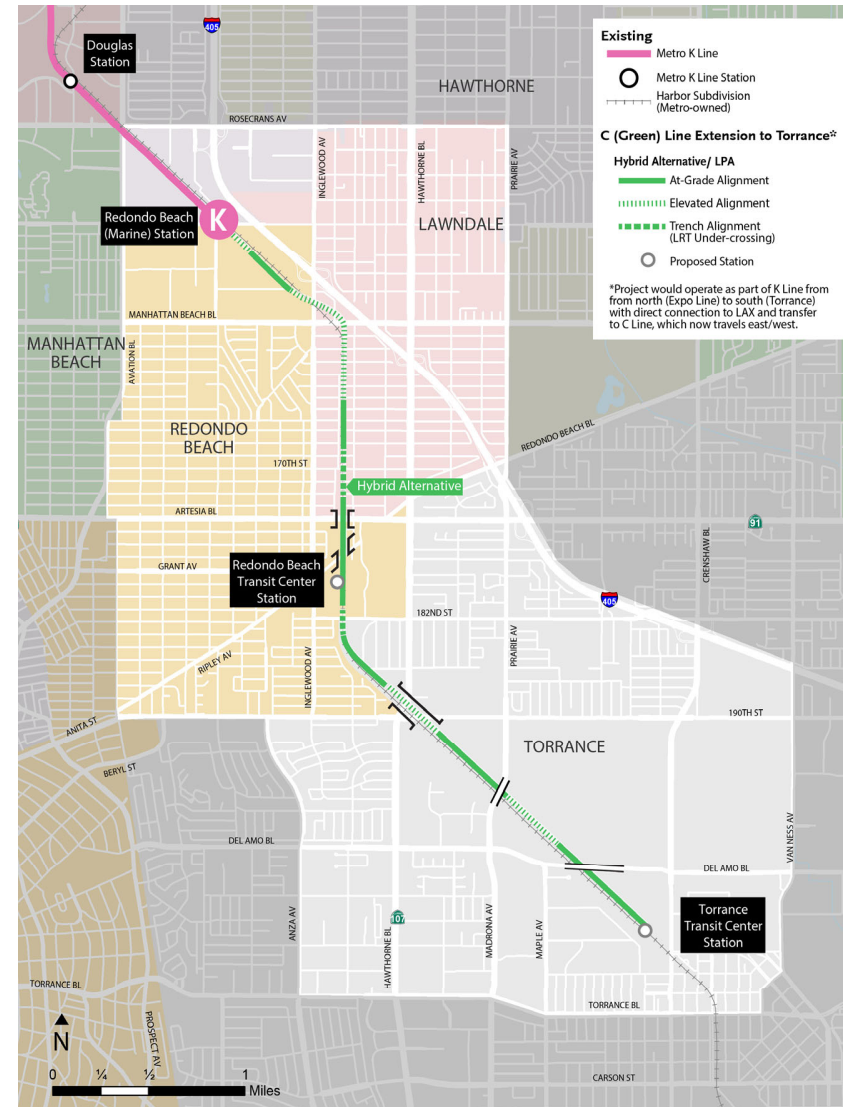 405
Douglas
Station
HAWTHORNE
ROSECRANS AV
INGLEWOOD AV
HAWTHORNE BL
PRAIRIE AV
Redondo Beach
(Marine) Station
K
LAWNDALE
MANHATTAN BEACH BL
MANHATTAN
BEACH
AVATION BL
REDONDO
BEACH
REDONDO BEACH BL
170TH ST
Hybrid Alternative
ARTESIA BL
91
CRENSHAW BL
GRANT AV
Redondo Beach
Transit Center
Station
405
182ND ST
RIPLEY AV
INGLEWOOD AV
PRAIRIE AV
190TH ST
ANITA ST
BERYL ST
TORRANCE
VAN NESS AV
DEL AMO BL
DEL AMO BL
ANZA AV
107
HAWTHORNE BL
MADRONA AV
MAPLE AV
Torrance
Transit Center
Station
TORRANCE BL
TORRANCE BL
PROSPECT AV
CARSON ST
N
0 ¼ ½ 1
Miles
Existing
Metro K Line
Metro K Line Station
Harbor Subdivision
(Metro-owned)
C (Green) Line Extension to Torrance*
Hybrid Alternative/ LPA
At-Grade Alignment
Elevated Alignment
Trench Alignment
(LRT Under-crossing)
Proposed Station
*Project would operate as part of K Line from
from north (Expo Line) to south (Torrance)
with direct connection to LAX and transfer
to C Line, which now travels east/west.